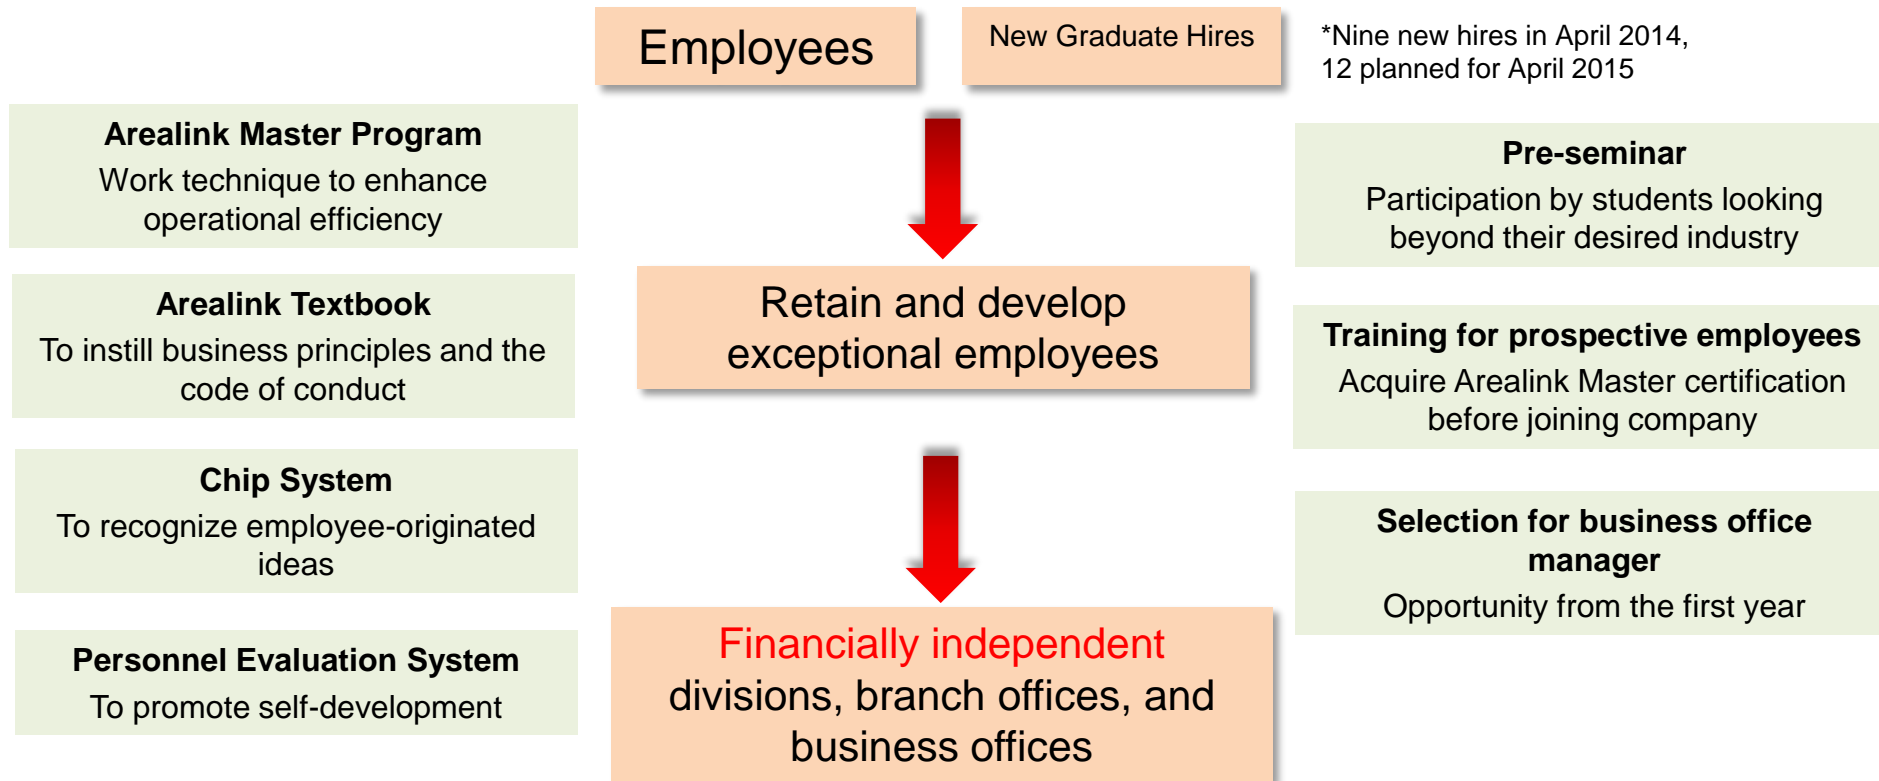 Employees
New Graduate Hires
*Nine new hires in April 2014,
12 planned for April 2015
Arealink Master Program
Work technique to enhance
operational efficiency
Arealink Textbook
To instill business principles and the
code of conduct
Chip System
To recognize employee-originated
ideas
Personnel Evaluation System
To promote self-development
Retain and develop
exceptional employees
Financially independent
divisions, branch offices, and
business offices
Pre-seminar
Participation by students looking
beyond their desired industry
Training for prospective employees
Acquire Arealink Master certification
before joining company
Selection for business office
manager
Opportunity from the first year